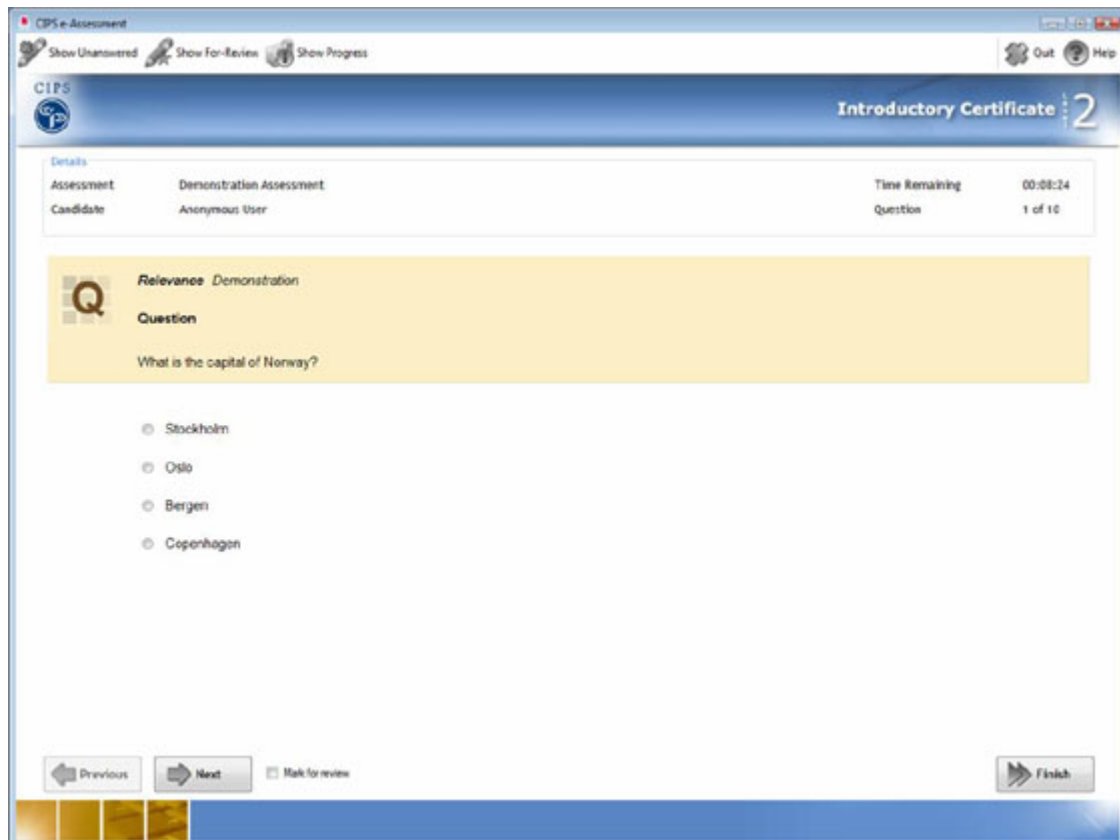 CIPS e-Assessment
Show Unanswered Show For-Review Show Progress Quit Help
CIPS
Introductory Certificate Level 2
Details
Assessment Demonstration Assessment Time Remaining 00:08:24
Candidate Anonymous User Question 1 of 10
Q
Relevance Demonstration
Question
What is the capital of Norway?
Stockholm
Oslo
Bergen
Copenhagen
Previous Next Mark for review Finish